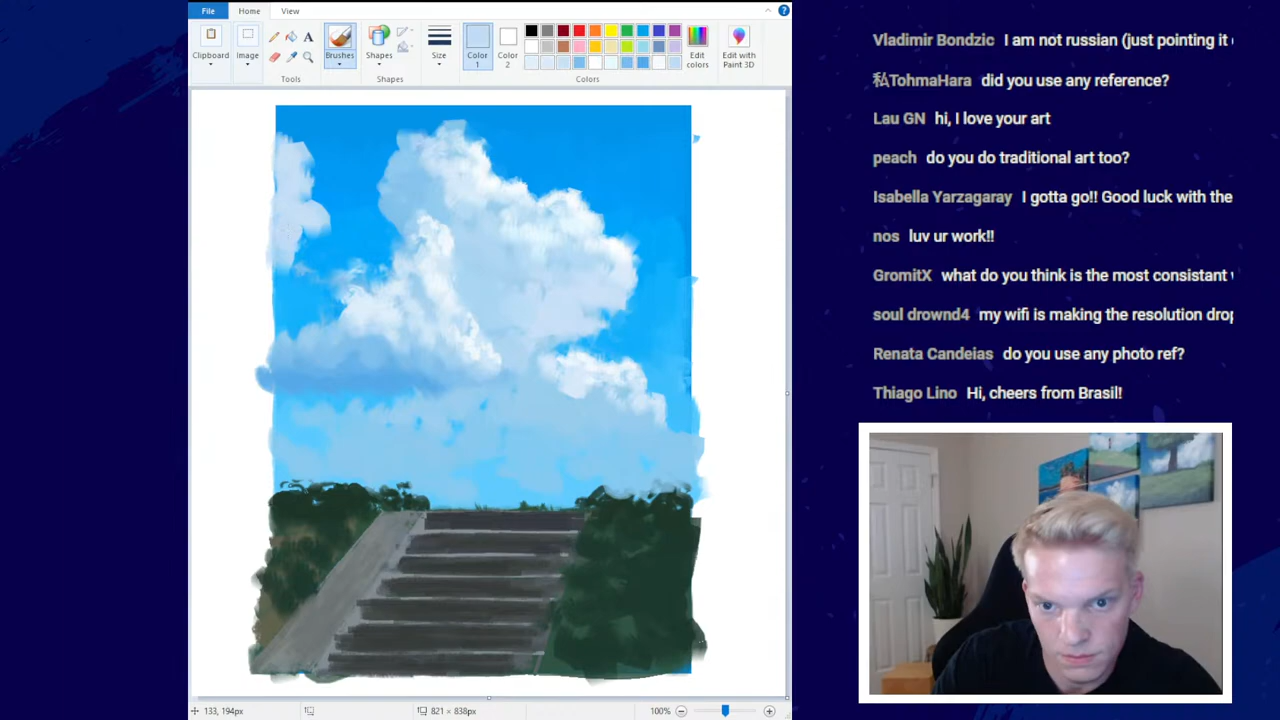 File Home View
Clipboard Image Tools Brushes Shapes Size Color 1 Color 2 Edit colors Edit with Paint 3D
Tools Shapes Colors
133, 194px 821 × 838px 100%
Vladimir Bondzic I am not russian (just pointing it
私TohmaHara did you use any reference?
Lau GN hi, I love your art
peach do you do traditional art too?
Isabella Yarzagaray I gotta go!! Good luck with the
nos luv ur work!!
GromitX what do you think is the most consistant
soul drownd4 my wifi is making the resolution drop
Renata Candeias do you use any photo ref?
Thiago Lino Hi, cheers from Brasil!